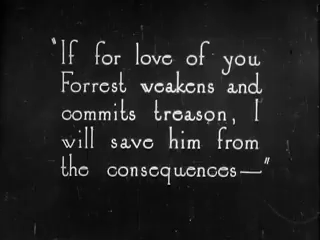 "If for love of you
Forrest weakens and
commits treason, I
will save him from
the consequences—"